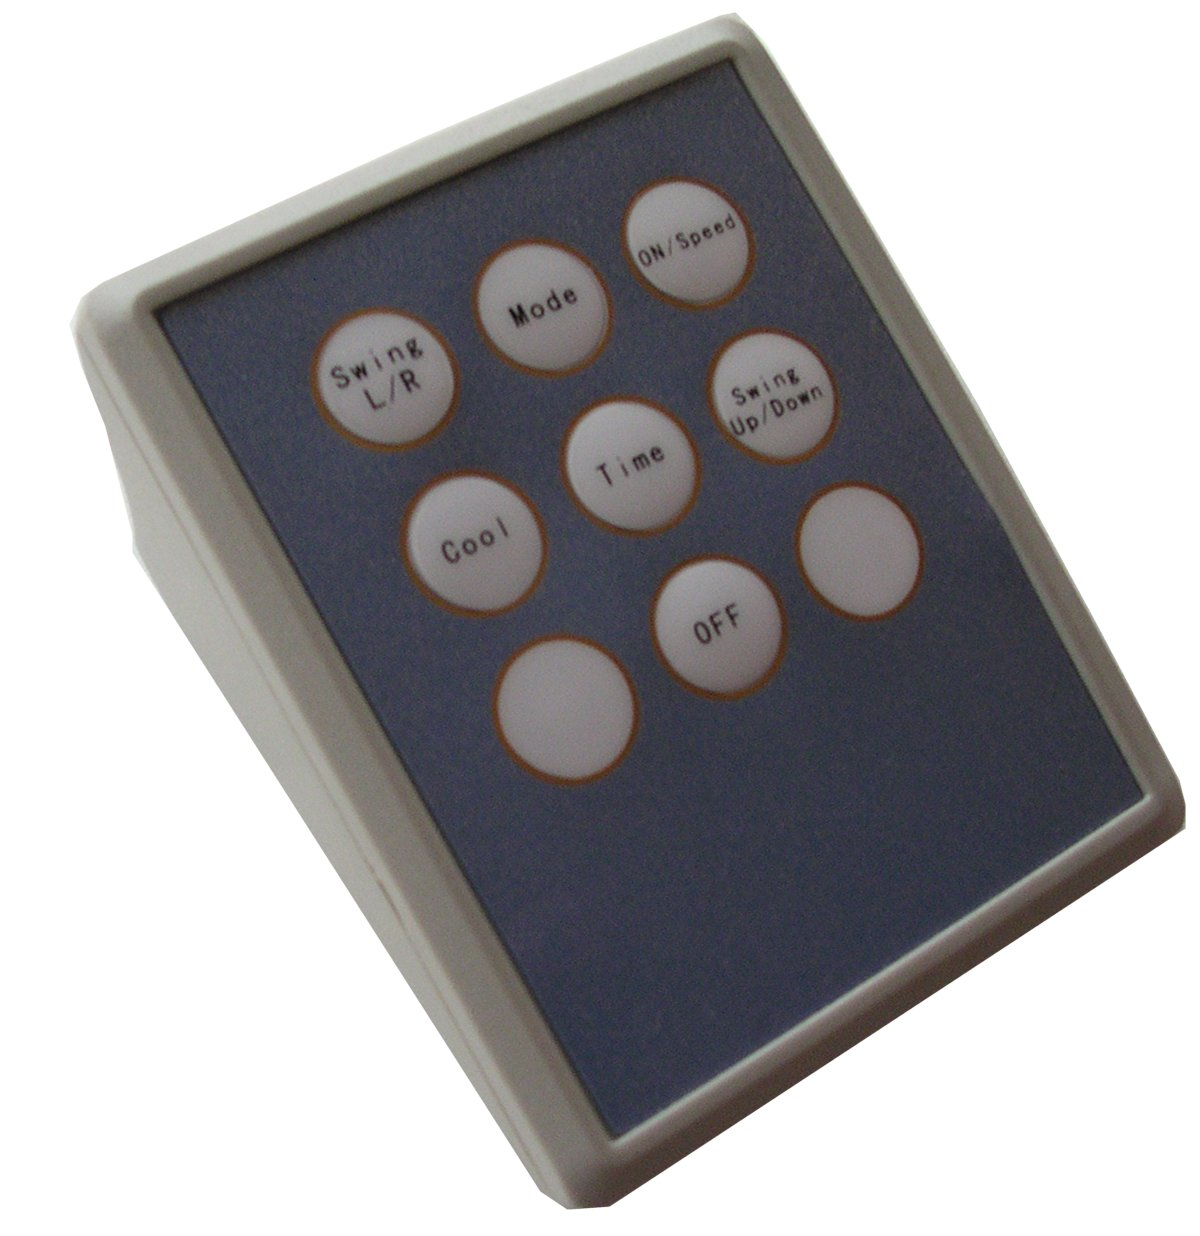 Swing
L/R
Mode
ON/Speed
Cool
Time
Swing
Up/Down
OFF